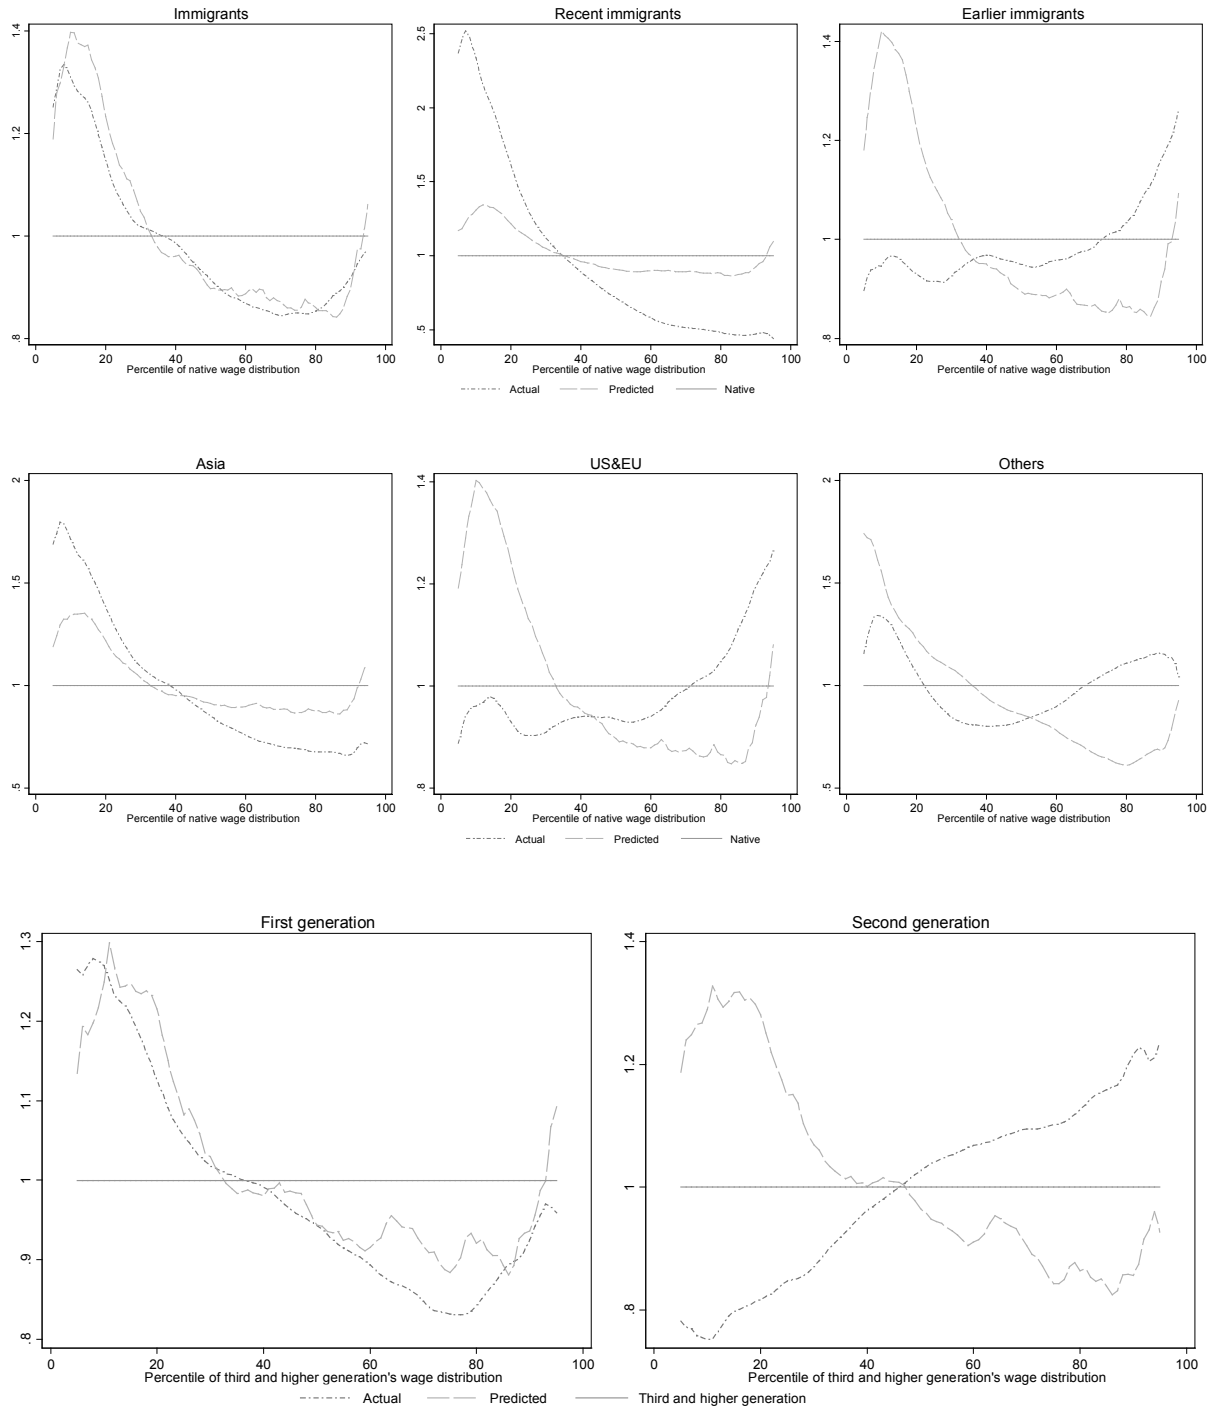 Immigrants
Recent immigrants
Earlier immigrants
.8 1 1.2 1.4
.5 1 1.5 2 2.5
.8 1 1.2 1.4
0 20 40 60 80 100
0 20 40 60 80 100
0 20 40 60 80 100
Percentile of native wage distribution
Percentile of native wage distribution
Percentile of native wage distribution
Actual Predicted Native
Asia
US&EU
Others
.5 1 1.5 2
.8 1 1.2 1.4
.5 1 1.5 2
0 20 40 60 80 100
0 20 40 60 80 100
0 20 40 60 80 100
Percentile of native wage distribution
Percentile of native wage distribution
Percentile of native wage distribution
Actual Predicted Native
First generation
Second generation
.8 .9 1 1.1 1.2 1.3
.8 1 1.2 1.4
0 20 40 60 80 100
0 20 40 60 80 100
Percentile of third and higher generation's wage distribution
Percentile of third and higher generation's wage distribution
Actual Predicted Third and higher generation